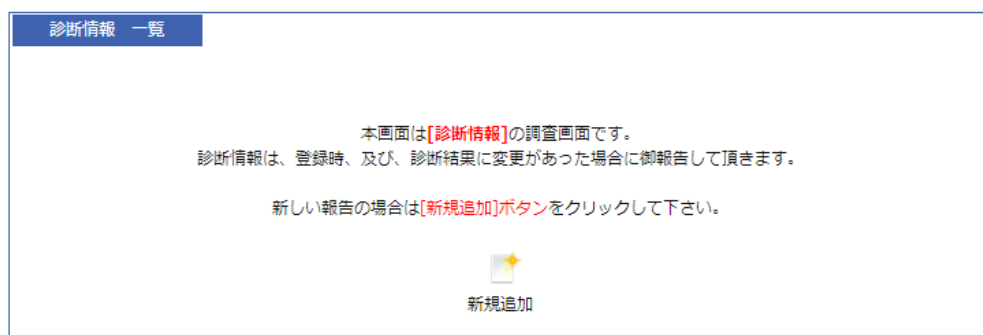 診断情報　一覧
本画面は[診断情報]の調査画面です。
診断情報は、登録時、及び、診断結果に変更があった場合に御報告して頂きます。
新しい報告の場合は[新規追加]ボタンをクリックして下さい。
新規追加